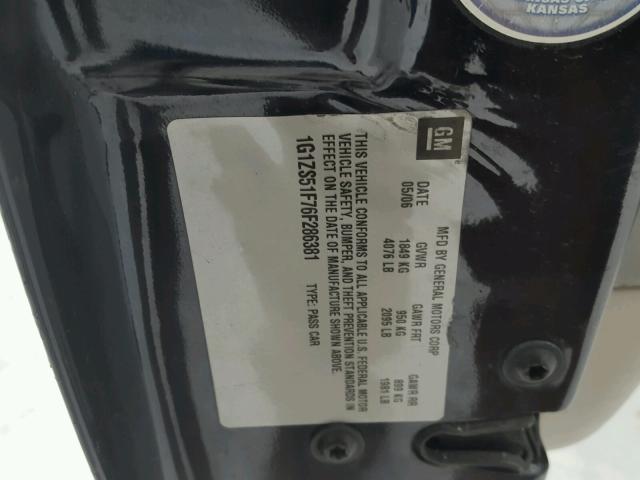 KANSAS
GM
MFD BY GENERAL MOTORS CORP
DATE GVWR GAWR FRT GAWR RR
05/06 1849 KG 950 KG 899 KG
4076 LB 2095 LB 1981 LB
THIS VEHICLE CONFORMS TO ALL APPLICABLE U.S. FEDERAL MOTOR
VEHICLE SAFETY, BUMPER, AND THEFT PREVENTION STANDARDS IN
EFFECT ON THE DATE OF MANUFACTURE SHOWN ABOVE.
1G1ZS51F76F286381 TYPE: PASS CAR